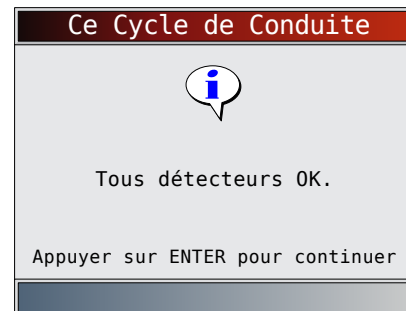 Ce Cycle de Conduite
i
Tous détecteurs OK.
Appuyer sur ENTER pour continuer